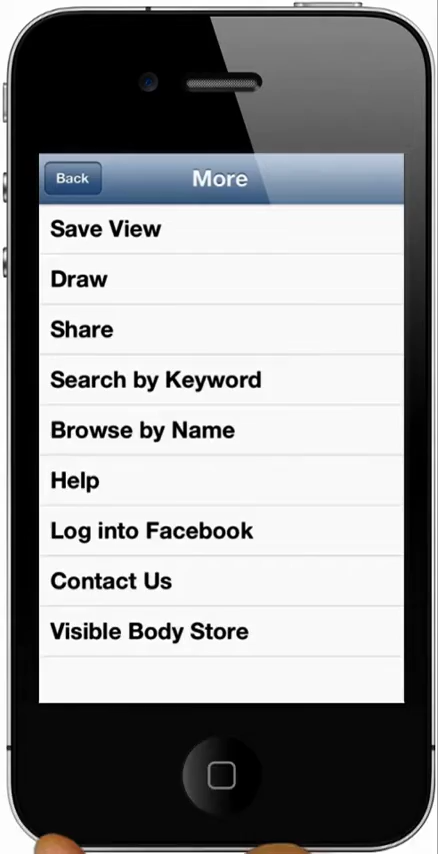 Back
More
Save View
Draw
Share
Search by Keyword
Browse by Name
Help
Log into Facebook
Contact Us
Visible Body Store